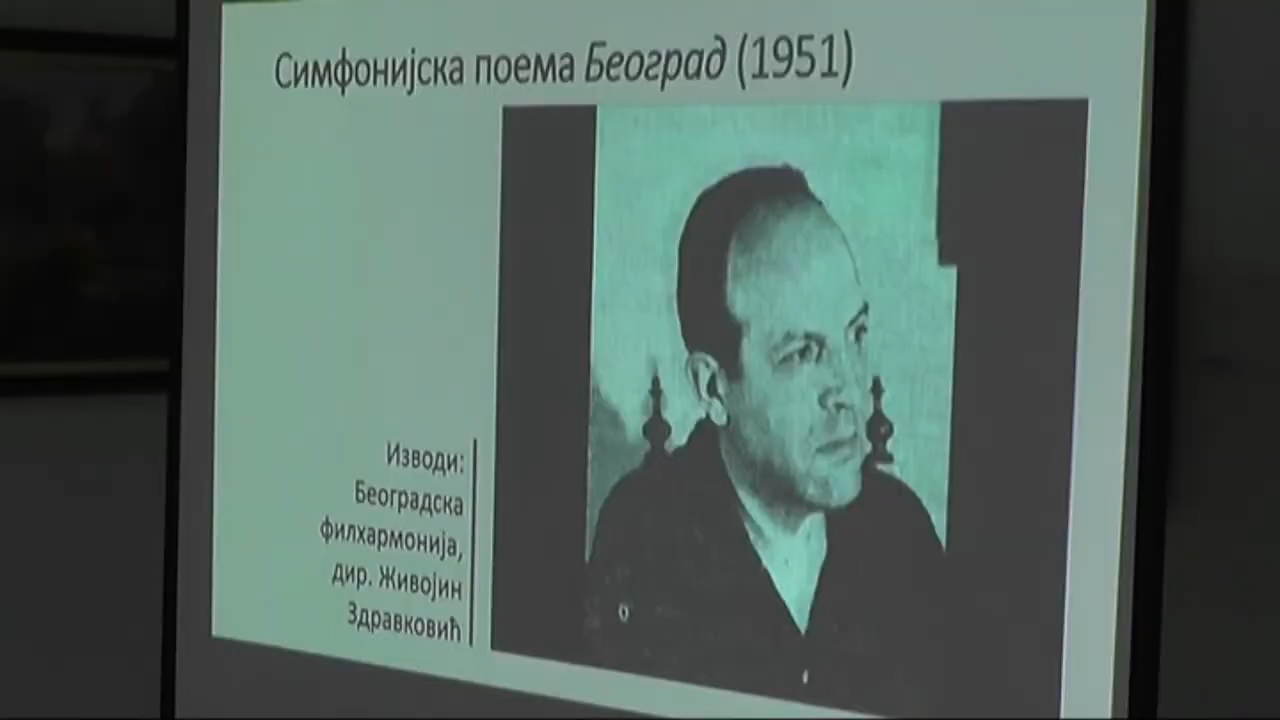 Симфонијска поема Београд (1951)
Изводи:
Београдска
филхармонија,
дир. Живојин
Здравковић